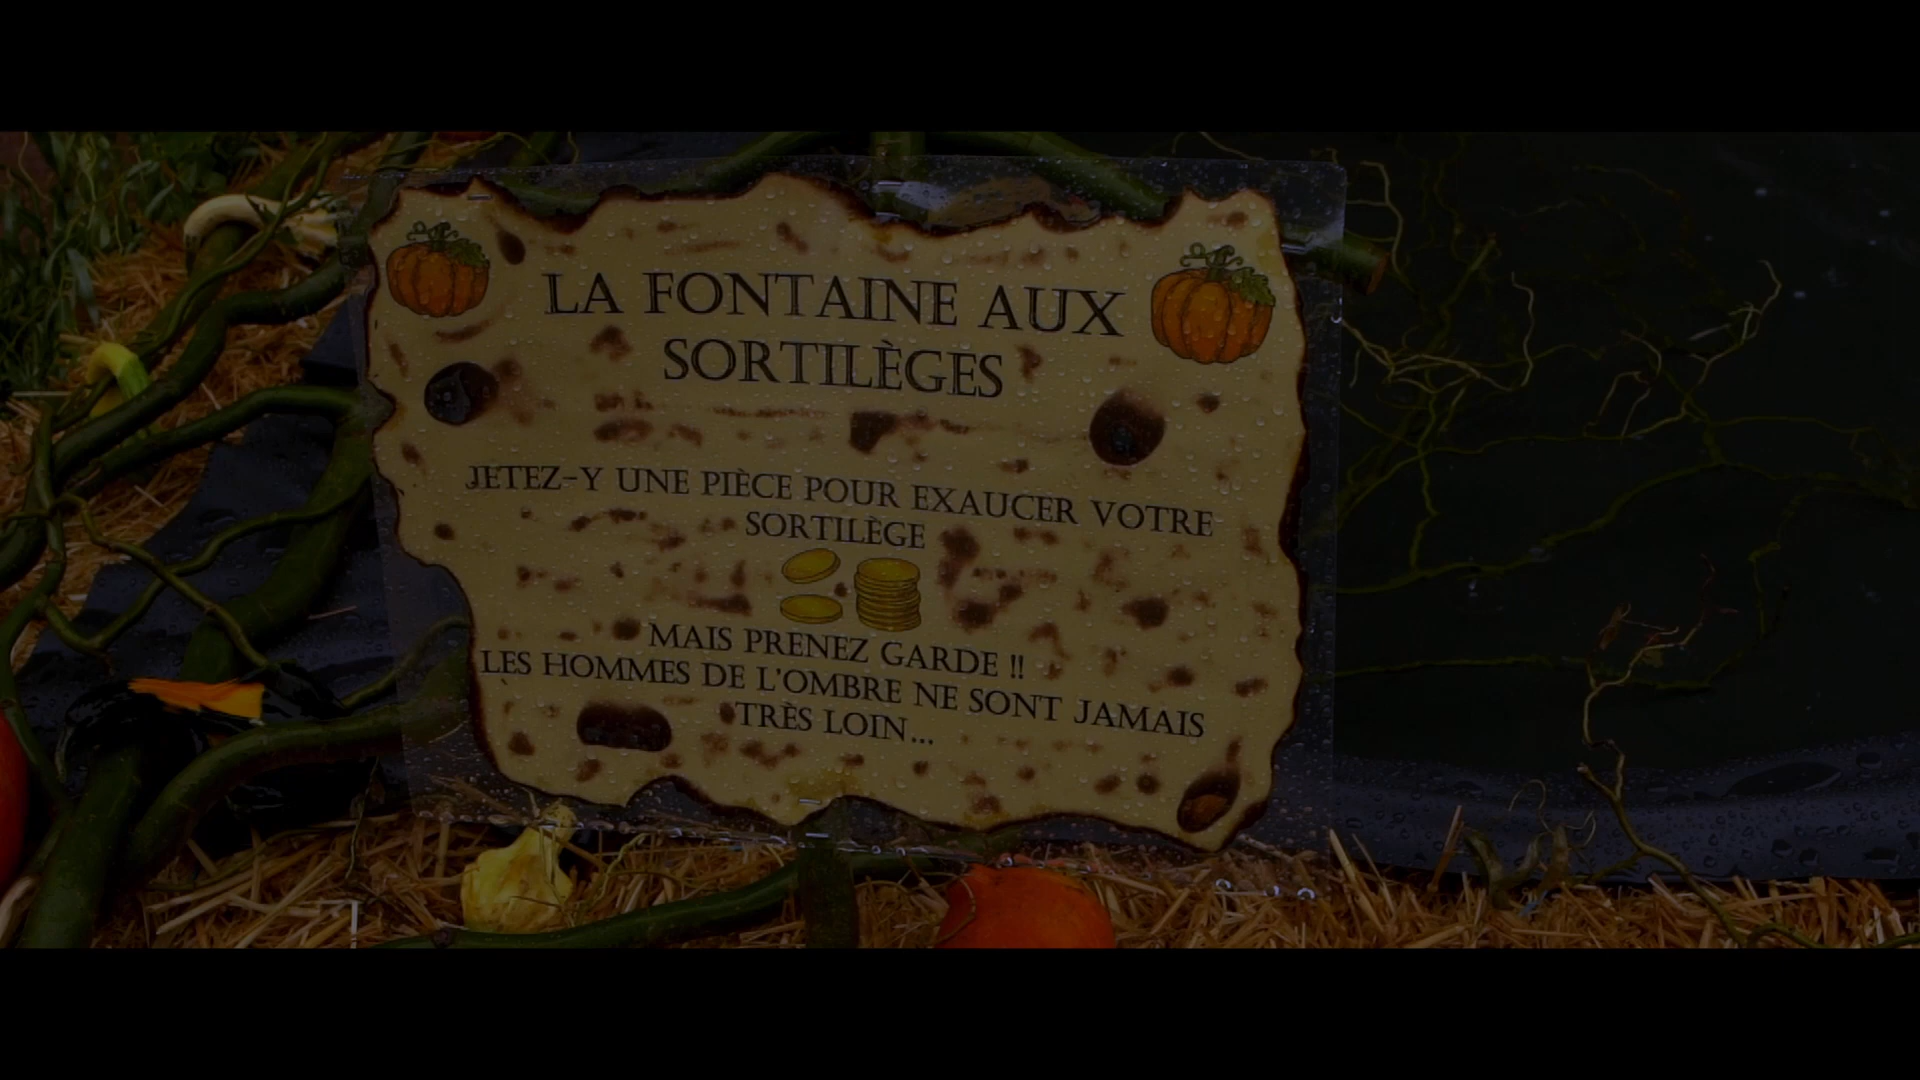 LA FONTAINE AUX
SORTILÈGES
JETEZ-Y UNE PIÈCE POUR EXAUCER VOTRE
SORTILÈGE
MAIS PRENEZ GARDE !!
LES HOMMES DE L'OMBRE NE SONT JAMAIS
TRÈS LOIN...